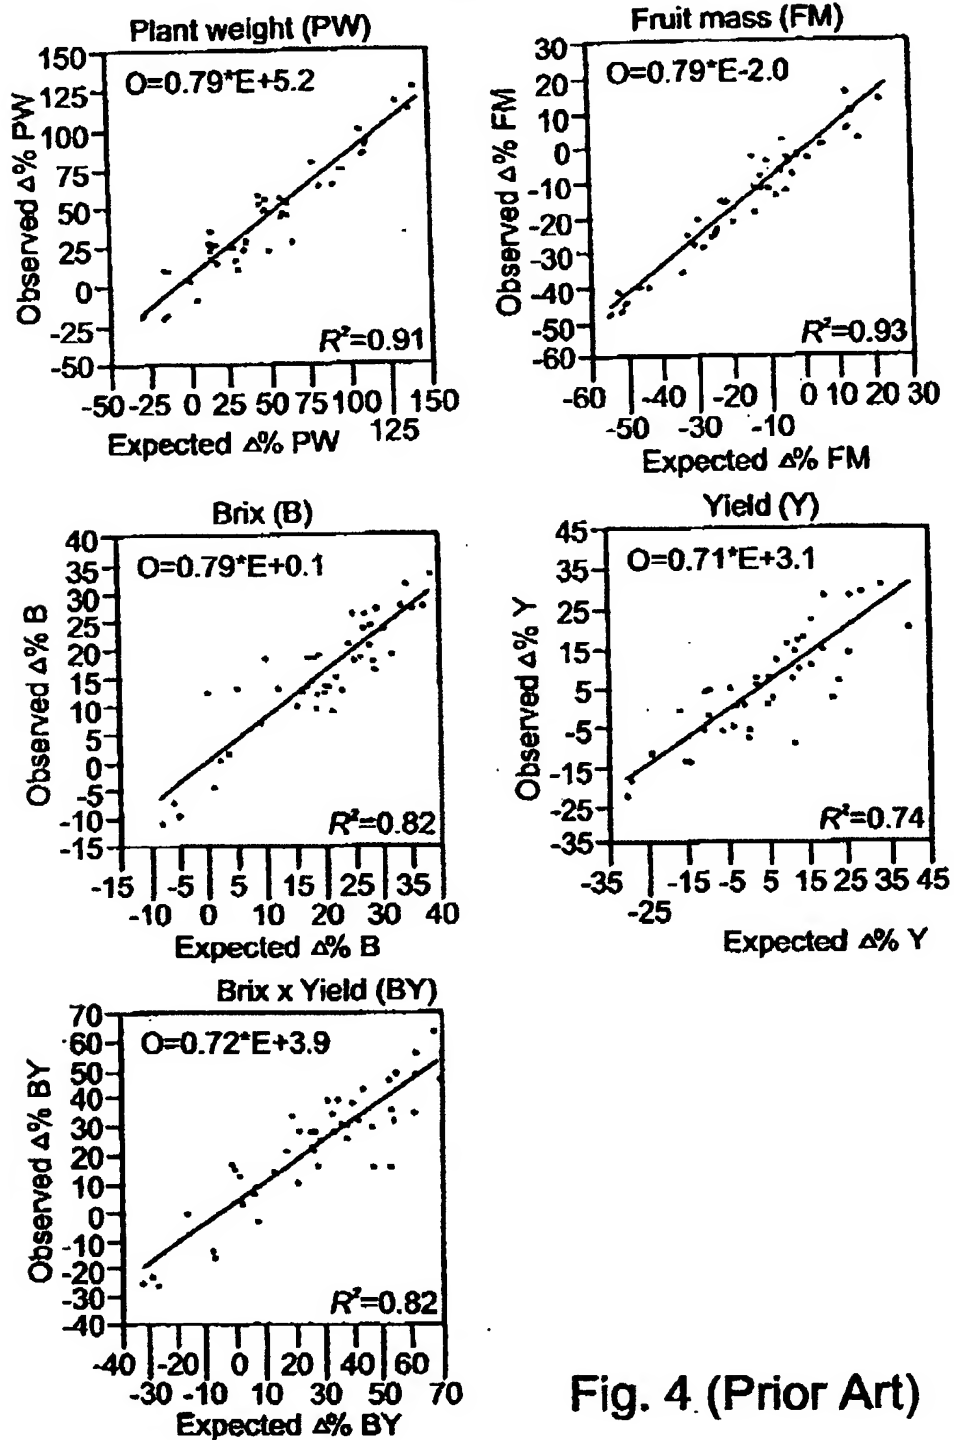 Plant weight (PW)
O=0.79*E+5.2
Observed Δ% PW
150
125
100
75
50
25
0
-25
-50
R²=0.91
-50 -25 0 25 50 75 100 150
125
Expected Δ% PW
Fruit mass (FM)
O=0.79*E-2.0
Observed Δ% FM
30
20
10
0
-10
-20
-30
-40
-50
-60
R²=0.93
-60 -40 -20 0 10 20 30
-50 -30 -10
Expected Δ% FM
Brix (B)
O=0.79*E+0.1
Observed Δ% B
40
35
30
25
20
15
10
5
0
-5
-10
-15
R²=0.82
-15 -5 5 15 25 35
-10 0 10 20 30 40
Expected Δ% B
Yield (Y)
O=0.71*E+3.1
Observed Δ% Y
45
35
25
15
5
-5
-15
-25
-35
R²=0.74
-35 -15 -5 5 15 25 35 45
-25
Expected Δ% Y
Brix x Yield (BY)
O=0.72*E+3.9
Observed Δ% BY
70
60
50
40
30
20
10
0
-10
-20
-30
-40
R²=0.82
-40 -20 0 20 40 60
-30 -10 10 30 50 70
Expected Δ% BY
Fig. 4 (Prior Art)